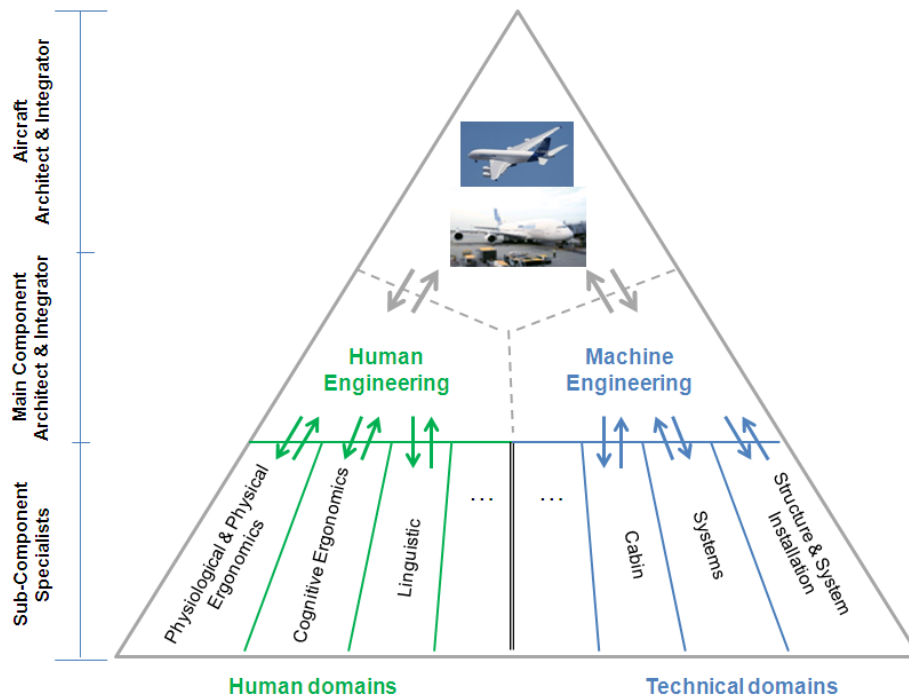 Aircraft
Architect & Integrator
Main Component
Architect & Integrator
Sub-Component
Specialists
Human
Engineering
Machine
Engineering
Physiological & Physical
Ergonomics
Cognitive Ergonomics
Linguistic
...
...
Cabin
Systems
Structure & System
Installation
Human domains
Technical domains